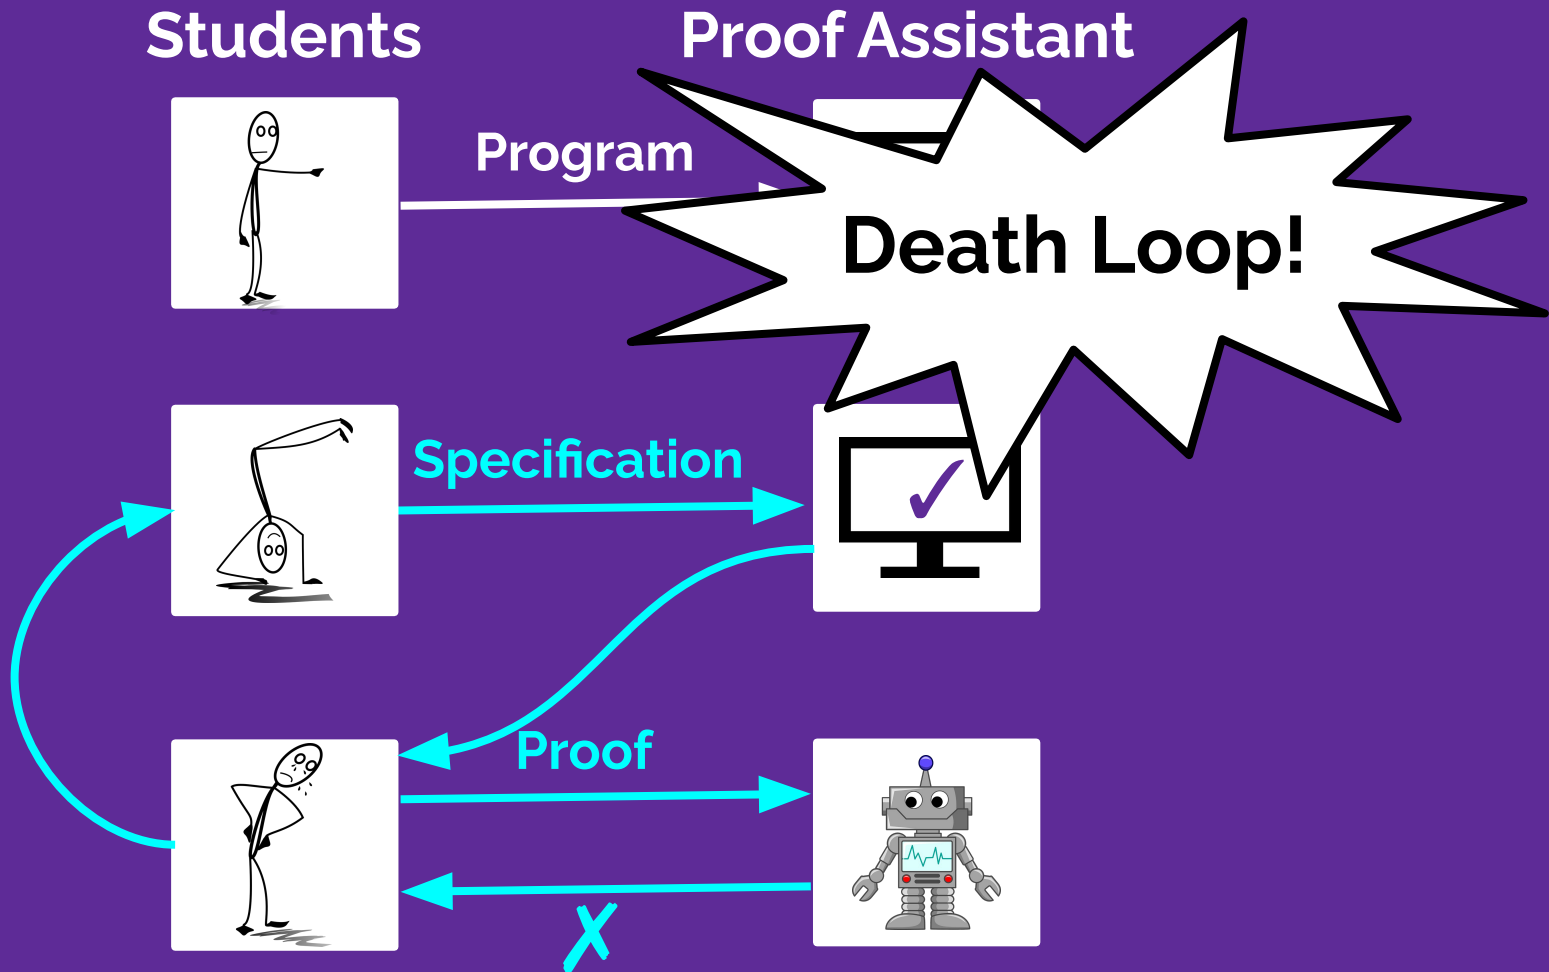 Students
Proof Assistant
Program
Death Loop!
Specification
✓
Proof
✗